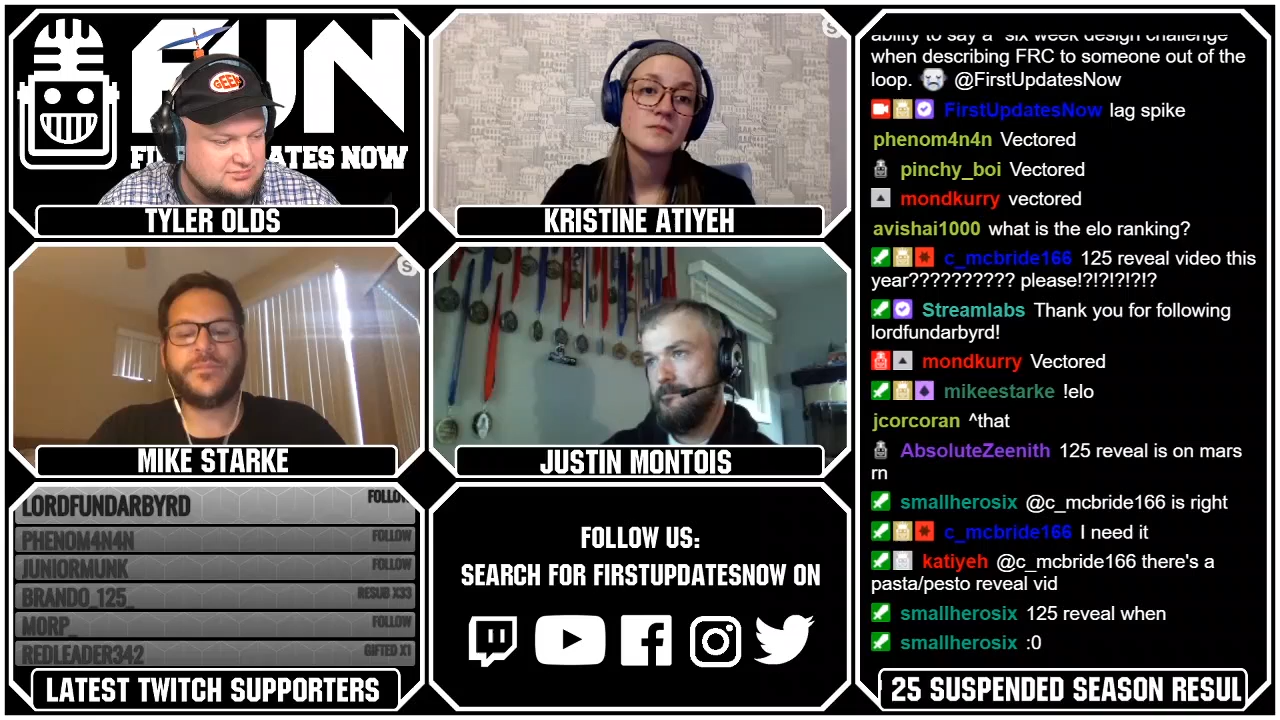 FUN
FI ATES NOW
GEEK
TYLER OLDS
S
KRISTINE ATIYEH
S
MIKE STARKE
JUSTIN MONTOIS
LORDFUNDARBYRD FOLLOW
PHENOM4N4N FOLLOW
JUNIORMUNK FOLLOW
BRANDO_125_ RESUB X33
MORP_ FOLLOW
REDLEADER342 GIFTED X1
LATEST TWITCH SUPPORTERS
FOLLOW US:
SEARCH FOR FIRSTUPDATESNOW ON
ability to say a "six week design challenge"
when describing FRC to someone out of the
loop. @FirstUpdatesNow
FirstUpdatesNow lag spike
phenom4n4n Vectored
pinchy_boi Vectored
mondkurry vectored
avishai1000 what is the elo ranking?
c_mcbride166 125 reveal video this
year?????????? please!?!?!?!?!?
Streamlabs Thank you for following
lordfundarbyrd!
mondkurry Vectored
mikeestarke !elo
jcorcoran ^that
AbsoluteZeenith 125 reveal is on mars
rn
smallherosix @c_mcbride166 is right
c_mcbride166 I need it
katiyeh @c_mcbride166 there's a
pasta/pesto reveal vid
smallherosix 125 reveal when
smallherosix :0
25 SUSPENDED SEASON RESUL